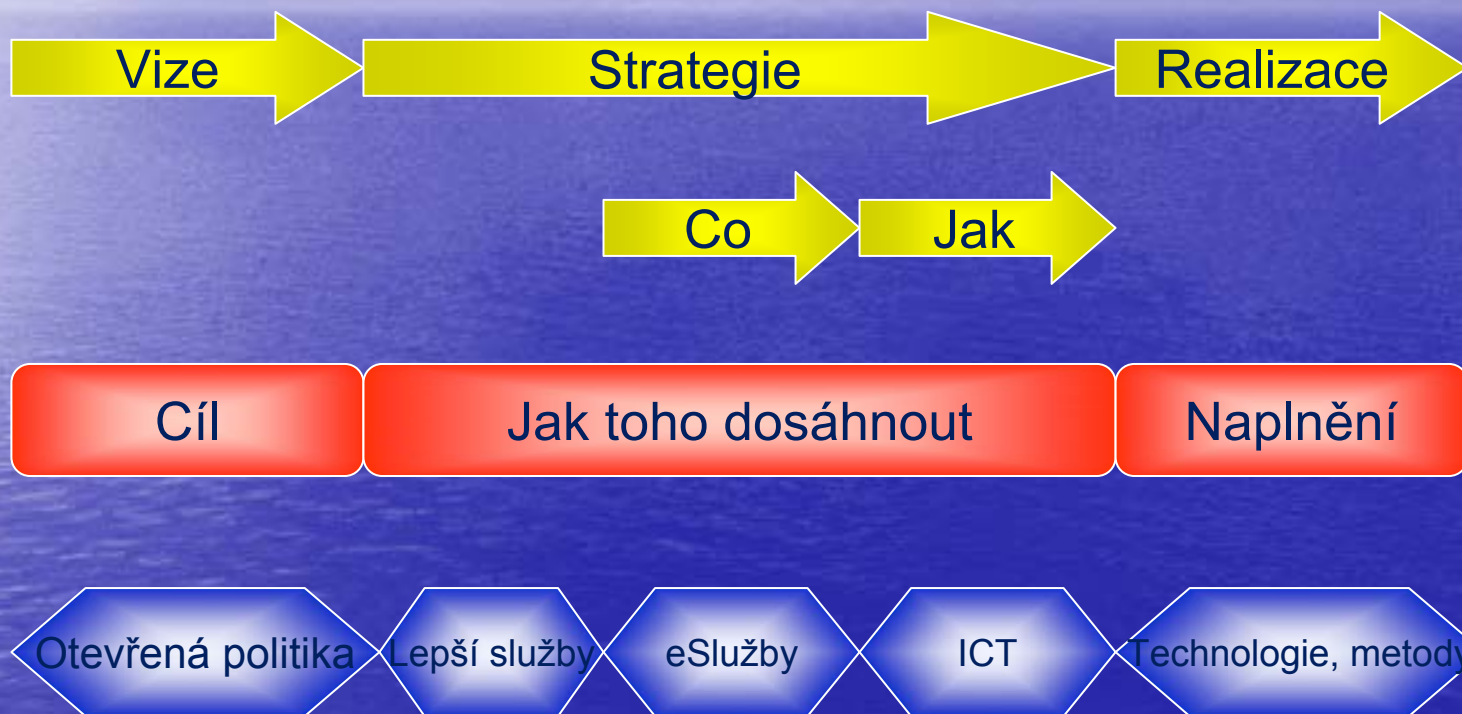 Vize
Strategie
Realizace
Co
Jak
Cíl
Jak toho dosáhnout
Naplnění
Otevřená politika
Lepší služby
eSlužby
ICT
Technologie, metody